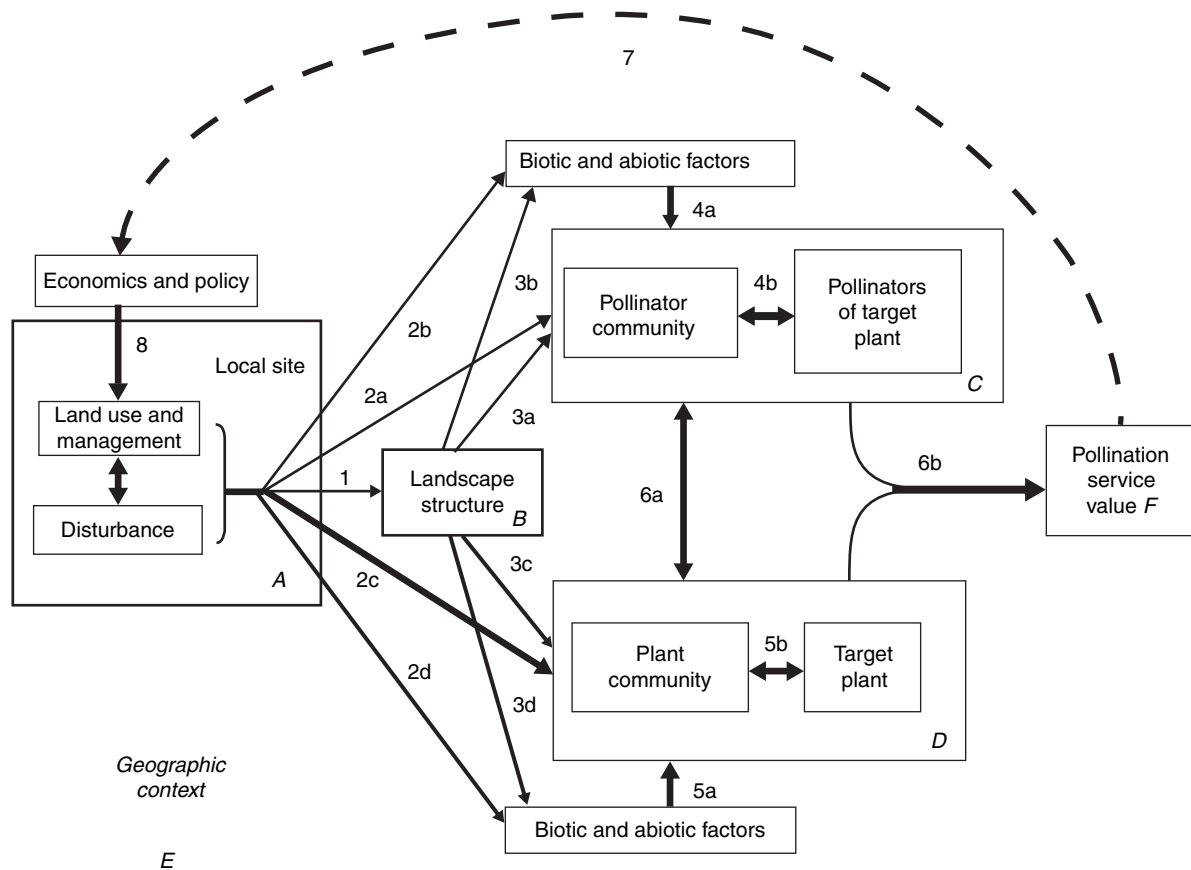 7
Biotic and abiotic factors
4a
Economics and policy
3b
Pollinator
community
4b
Pollinators
of target
plant
C
8
Local site
2b
2a
3a
Land use and
management
Disturbance
A
1
Landscape
structure
B
6a
6b
Pollination
service
value F
2c
3c
2d
3d
Plant
community
5b
Target
plant
D
Geographic
context
E
5a
Biotic and abiotic factors